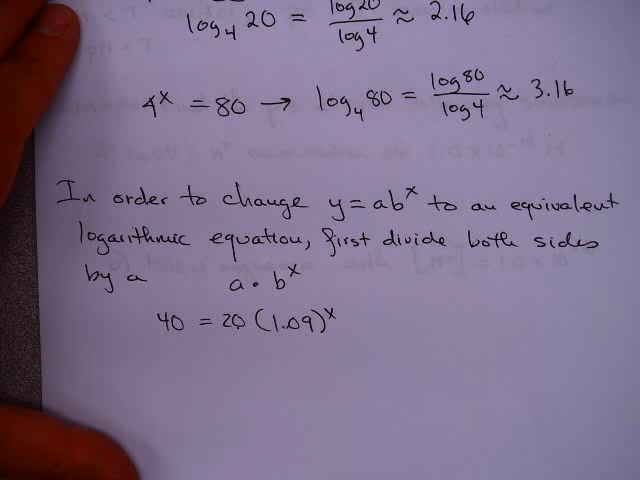 log₄ 20 = log20/log4 ≈ 2.16
4ˣ = 80 → log₄ 80 = log80/log4 ≈ 3.16
In order to change y = abˣ to an equivalent
logarithmic equation, first divide both sides
by a a · bˣ
40 = 20 (1.09)ˣ